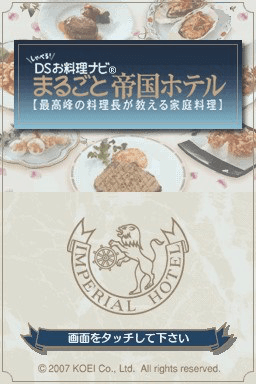 しゃべる!
DSお料理ナビ®
まるごと帝国ホテル
【最高峰の料理長が教える家庭料理】
IMPERIAL HOTEL
画面をタッチして下さい
© 2007 KOEI Co., Ltd. All rights reserved.